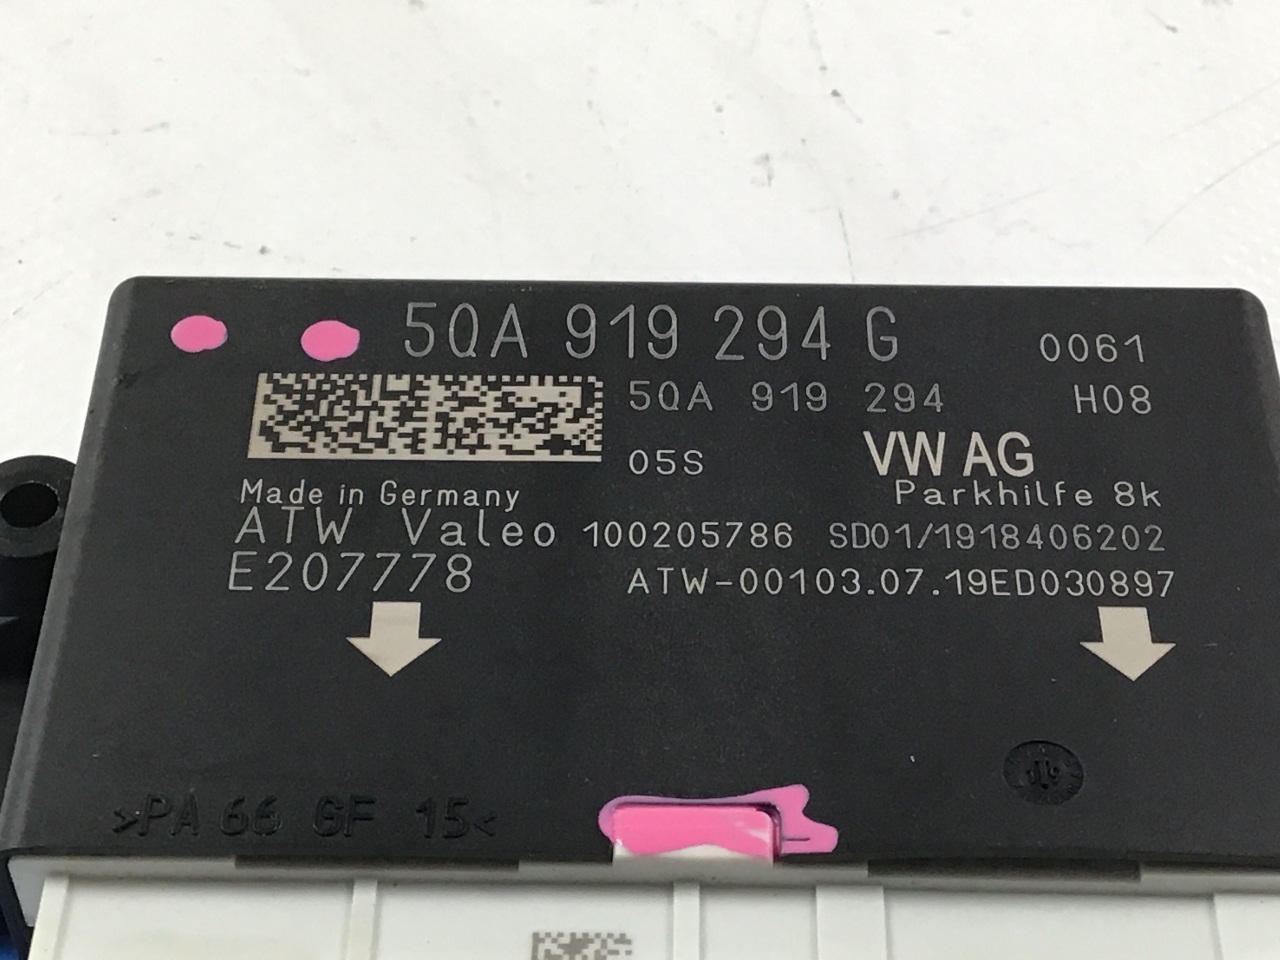 5QA 919 294 G 0061
5QA 919 294 H08
05S VW AG
Made in Germany Parkhilfe 8k
ATW Valeo 100205786 SD01/1918406202
E207778 ATW-00103.07.19ED030897
>PA 66 GF 15<